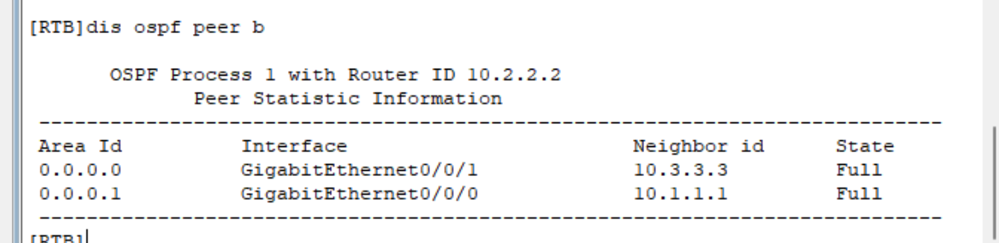 [RTB]dis ospf peer b
OSPF Process 1 with Router ID 10.2.2.2
Peer Statistic Information
----------------------------------------------------------------------------
Area Id Interface Neighbor id State
0.0.0.0 GigabitEthernet0/0/1 10.3.3.3 Full
0.0.0.1 GigabitEthernet0/0/0 10.1.1.1 Full
----------------------------------------------------------------------------
[RTB]